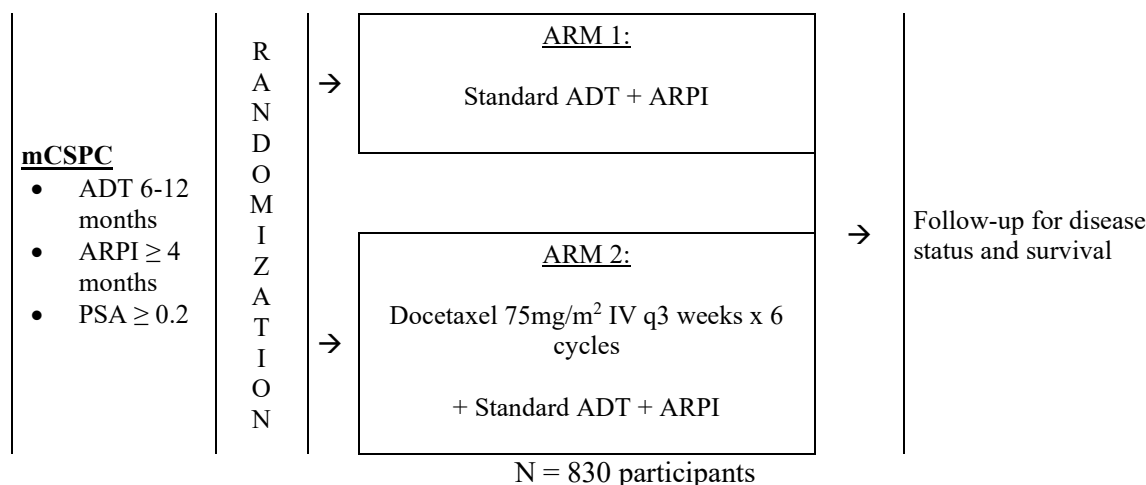 mCSPC
• ADT 6-12
months
• ARPI ≥ 4
months
• PSA ≥ 0.2
R
A
N
D
O
M
I
Z
A
T
I
O
N
→
ARM 1:
Standard ADT + ARPI
→
ARM 2:
Docetaxel 75mg/m² IV q3 weeks x 6
cycles
+ Standard ADT + ARPI
→
Follow-up for disease
status and survival
N = 830 participants